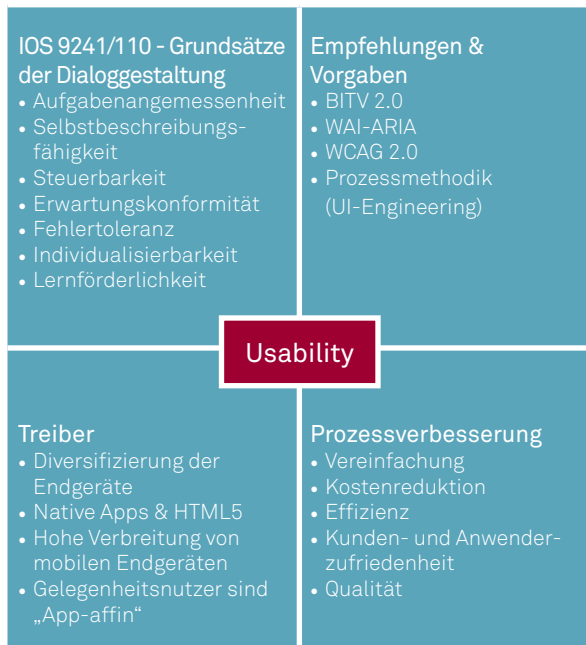 IOS 9241/110 - Grundsätze
der Dialoggestaltung
• Aufgabenangemessenheit
• Selbstbeschreibungs-
fähigkeit
• Steuerbarkeit
• Erwartungskonformität
• Fehlertoleranz
• Individualisierbarkeit
• Lernförderlichkeit
Empfehlungen &
Vorgaben
• BITV 2.0
• WAI-ARIA
• WCAG 2.0
• Prozessmethodik
(UI-Engineering)
Usability
Treiber
• Diversifizierung der
Endgeräte
• Native Apps & HTML5
• Hohe Verbreitung von
mobilen Endgeräten
• Gelegenheitsnutzer sind
„App-affin“
Prozessverbesserung
• Vereinfachung
• Kostenreduktion
• Effizienz
• Kunden- und Anwender-
zufriedenheit
• Qualität